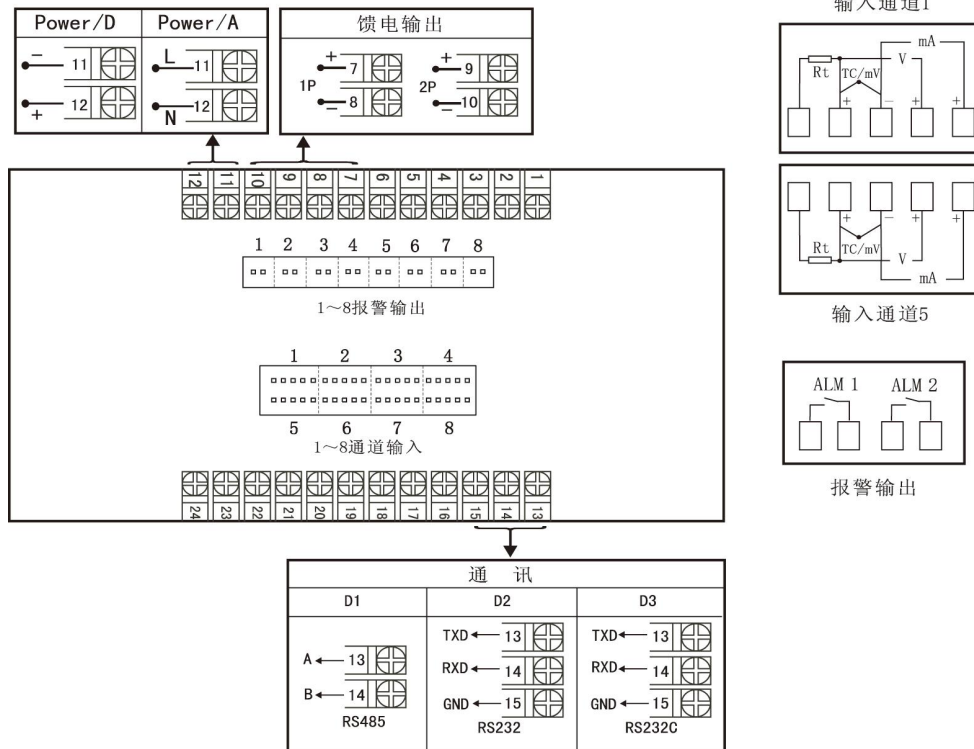 Power/D Power/A
− 11 L 11
+ 12 N 12
馈电输出
1P + 7 2P + 9
− 8 − 10
12 11 10 9 8 7 6 5 4 3 2 1
1 2 3 4 5 6 7 8
1～8报警输出
1 2 3 4
5 6 7 8
1～8通道输入
24 23 22 21 20 19 18 17 16 15 14 13
通 讯
D1 D2 D3
A 13
B 14
RS485
TXD 13
RXD 14
GND 15
RS232
TXD 13
RXD 14
GND 15
RS232C
输入通道1
mA
V
Rt TC/mV
+ − + +
+ − + +
Rt TC/mV
V
mA
输入通道5
ALM 1 ALM 2
报警输出